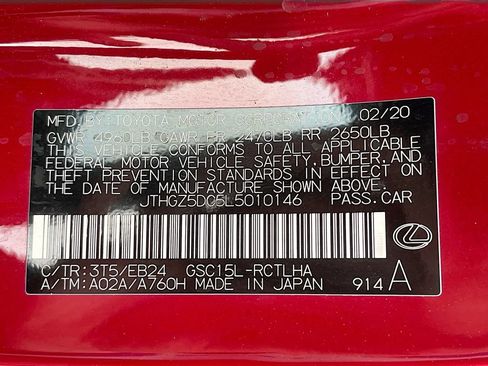 MFD. BY: TOYOTA MOTOR CORPORATION 02/20
GVWR 4960LB GAWR FR 2470LB RR 2650LB
THIS VEHICLE CONFORMS TO ALL APPLICABLE
FEDERAL MOTOR VEHICLE SAFETY, BUMPER, AND
THEFT PREVENTION STANDARDS IN EFFECT ON
THE DATE OF MANUFACTURE SHOWN ABOVE.
JTHGZ5DC5L5010146 PASS. CAR
C/TR: 3T5/EB24 GSC15L-RCTLHA
A/TM: A02A/A760H MADE IN JAPAN 914 A